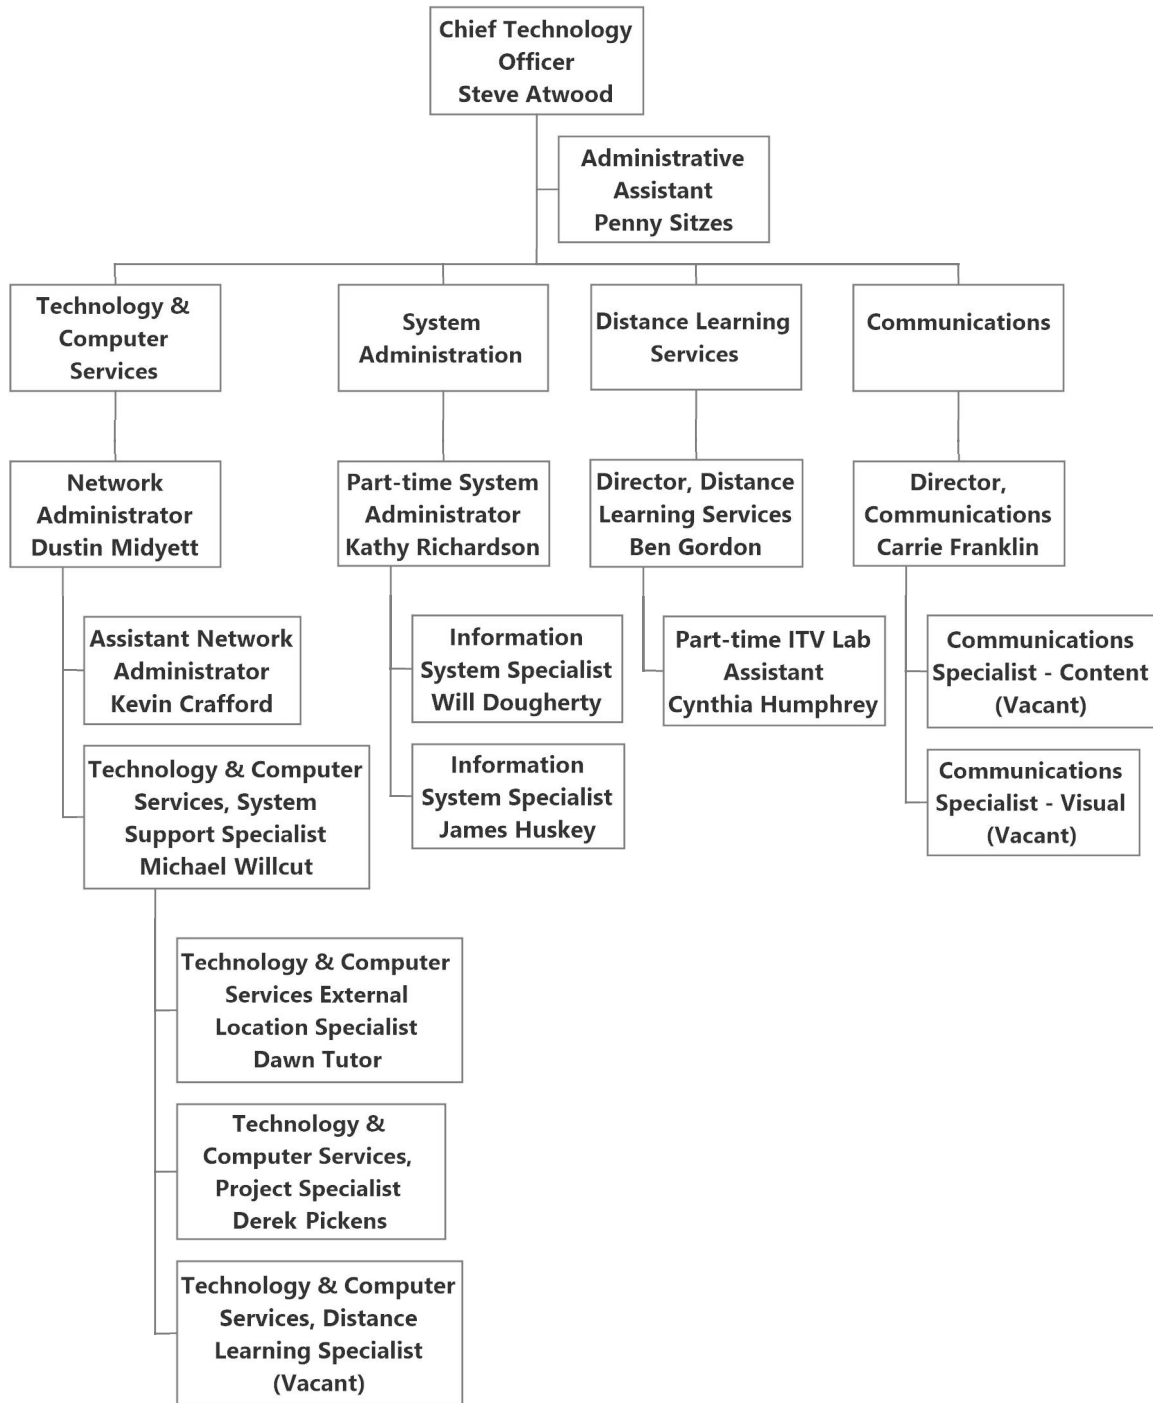 Chief Technology
Officer
Steve Atwood
Administrative
Assistant
Penny Sitzes
Technology &
Computer
Services
System
Administration
Distance Learning
Services
Communications
Network
Administrator
Dustin Midyett
Part-time System
Administrator
Kathy Richardson
Director, Distance
Learning Services
Ben Gordon
Director,
Communications
Carrie Franklin
Assistant Network
Administrator
Kevin Crafford
Information
System Specialist
Will Dougherty
Part-time ITV Lab
Assistant
Cynthia Humphrey
Communications
Specialist - Content
(Vacant)
Technology & Computer
Services, System
Support Specialist
Michael Willcut
Information
System Specialist
James Huskey
Communications
Specialist - Visual
(Vacant)
Technology & Computer
Services External
Location Specialist
Dawn Tutor
Technology &
Computer Services,
Project Specialist
Derek Pickens
Technology & Computer
Services, Distance
Learning Specialist
(Vacant)